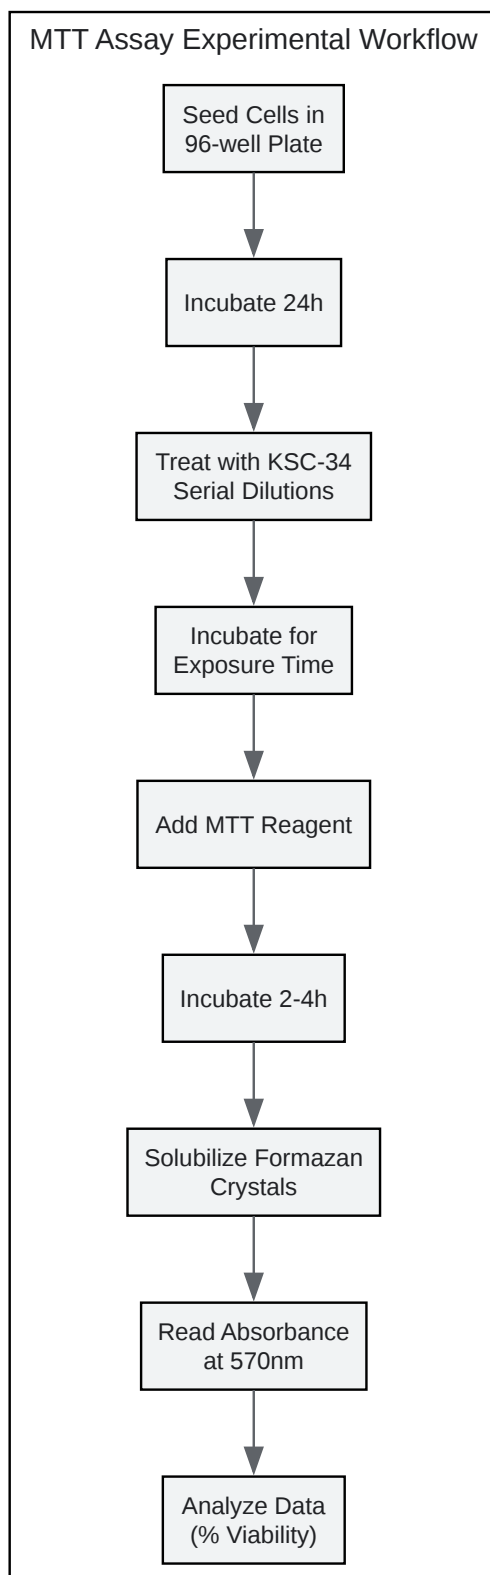 MTT Assay Experimental Workflow
Seed Cells in
96-well Plate
Incubate 24h
Treat with KSC-34
Serial Dilutions
Incubate for
Exposure Time
Add MTT Reagent
Incubate 2-4h
Solubilize Formazan
Crystals
Read Absorbance
at 570nm
Analyze Data
(% Viability)